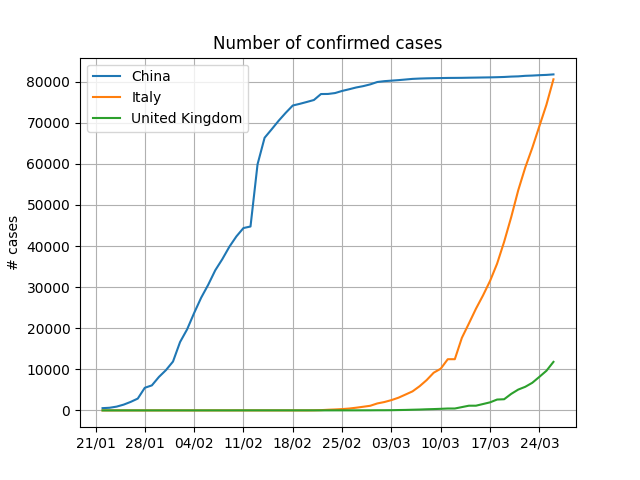 Number of confirmed cases
China
Italy
United Kingdom
# cases
80000
70000
60000
50000
40000
30000
20000
10000
0
21/01 28/01 04/02 11/02 18/02 25/02 03/03 10/03 17/03 24/03